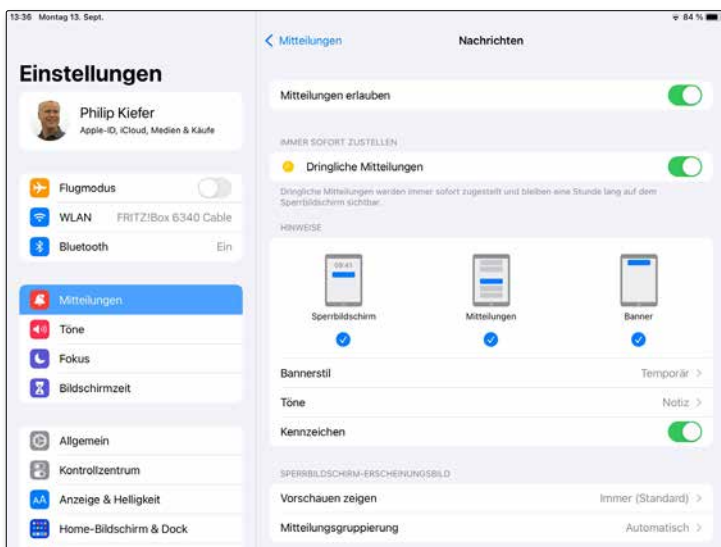 13:36 Montag 13. Sept.
84 %
Einstellungen
Philip Kiefer
Apple-ID, iCloud, Medien & Käufe
Flugmodus
WLAN FRITZ!Box 6340 Cable
Bluetooth Ein
Mitteilungen
Töne
Fokus
Bildschirmzeit
Allgemein
Kontrollzentrum
AA Anzeige & Helligkeit
Home-Bildschirm & Dock
Mitteilungen Nachrichten
Mitteilungen erlauben
IMMER SOFORT ZUSTELLEN
Dringliche Mitteilungen
Dringliche Mitteilungen werden immer sofort zugestellt und bleiben eine Stunde lang auf dem
Sperrbildschirm sichtbar.
HINWEISE
09:41
Sperrbildschirm Mitteilungen Banner
Bannerstil Temporär
Töne Notiz
Kennzeichen
SPERRBILDSCHIRM-ERSCHEINUNGSBILD
Vorschauen zeigen Immer (Standard)
Mitteilungsgruppierung Automatisch